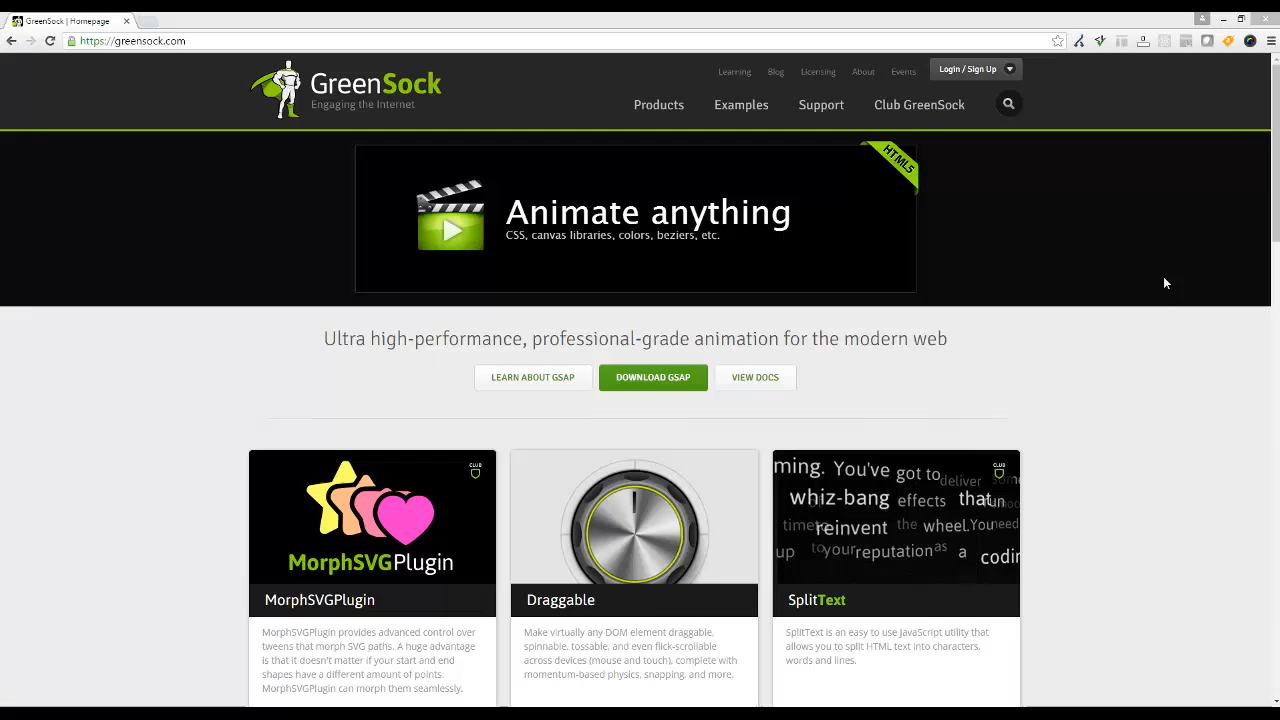 GreenSock | Homepage
https://greensock.com
Learning Blog Licensing About Events Login / Sign Up
GreenSock
Engaging the Internet
Products Examples Support Club GreenSock
HTML5
Animate anything
CSS, canvas libraries, colors, beziers, etc.
Ultra high-performance, professional-grade animation for the modern web
LEARN ABOUT GSAP DOWNLOAD GSAP VIEW DOCS
CLUB
MorphSVGPlugin
MorphSVGPlugin
MorphSVGPlugin provides advanced control over
tweens that morph SVG paths. A huge advantage
is that it doesn't matter if your start and end
shapes have a different amount of points.
MorphSVGPlugin can morph them seamlessly.
Draggable
Make virtually any DOM element draggable,
spinnable, tossable, and even flick-scrollable
across devices (mouse and touch), complete with
momentum-based physics, snapping, and more.
CLUB
ming. You've got to deliver
whiz-bang effects that
reinvent the wheel. You need
up to your reputation as a
SplitText
SplitText is an easy to use JavaScript utility that
allows you to split HTML text into characters,
words and lines.